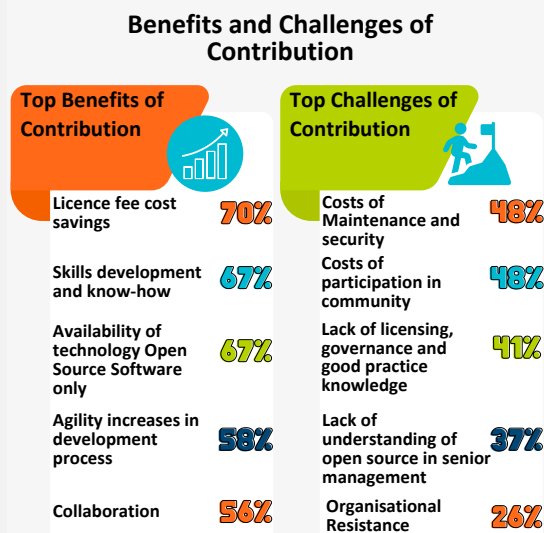 Benefits and Challenges of
Contribution
Top Benefits of
Contribution
Licence fee cost
savings
70%
Skills development
and know-how
67%
Availability of
technology Open
Source Software
only
67%
Agility increases in
development
process
58%
Collaboration
56%
Top Challenges of
Contribution
Costs of
Maintenance and
security
48%
Costs of
participation in
community
48%
Lack of licensing,
governance and
good practice
knowledge
41%
Lack of
understanding of
open source in senior
management
37%
Organisational
Resistance
26%